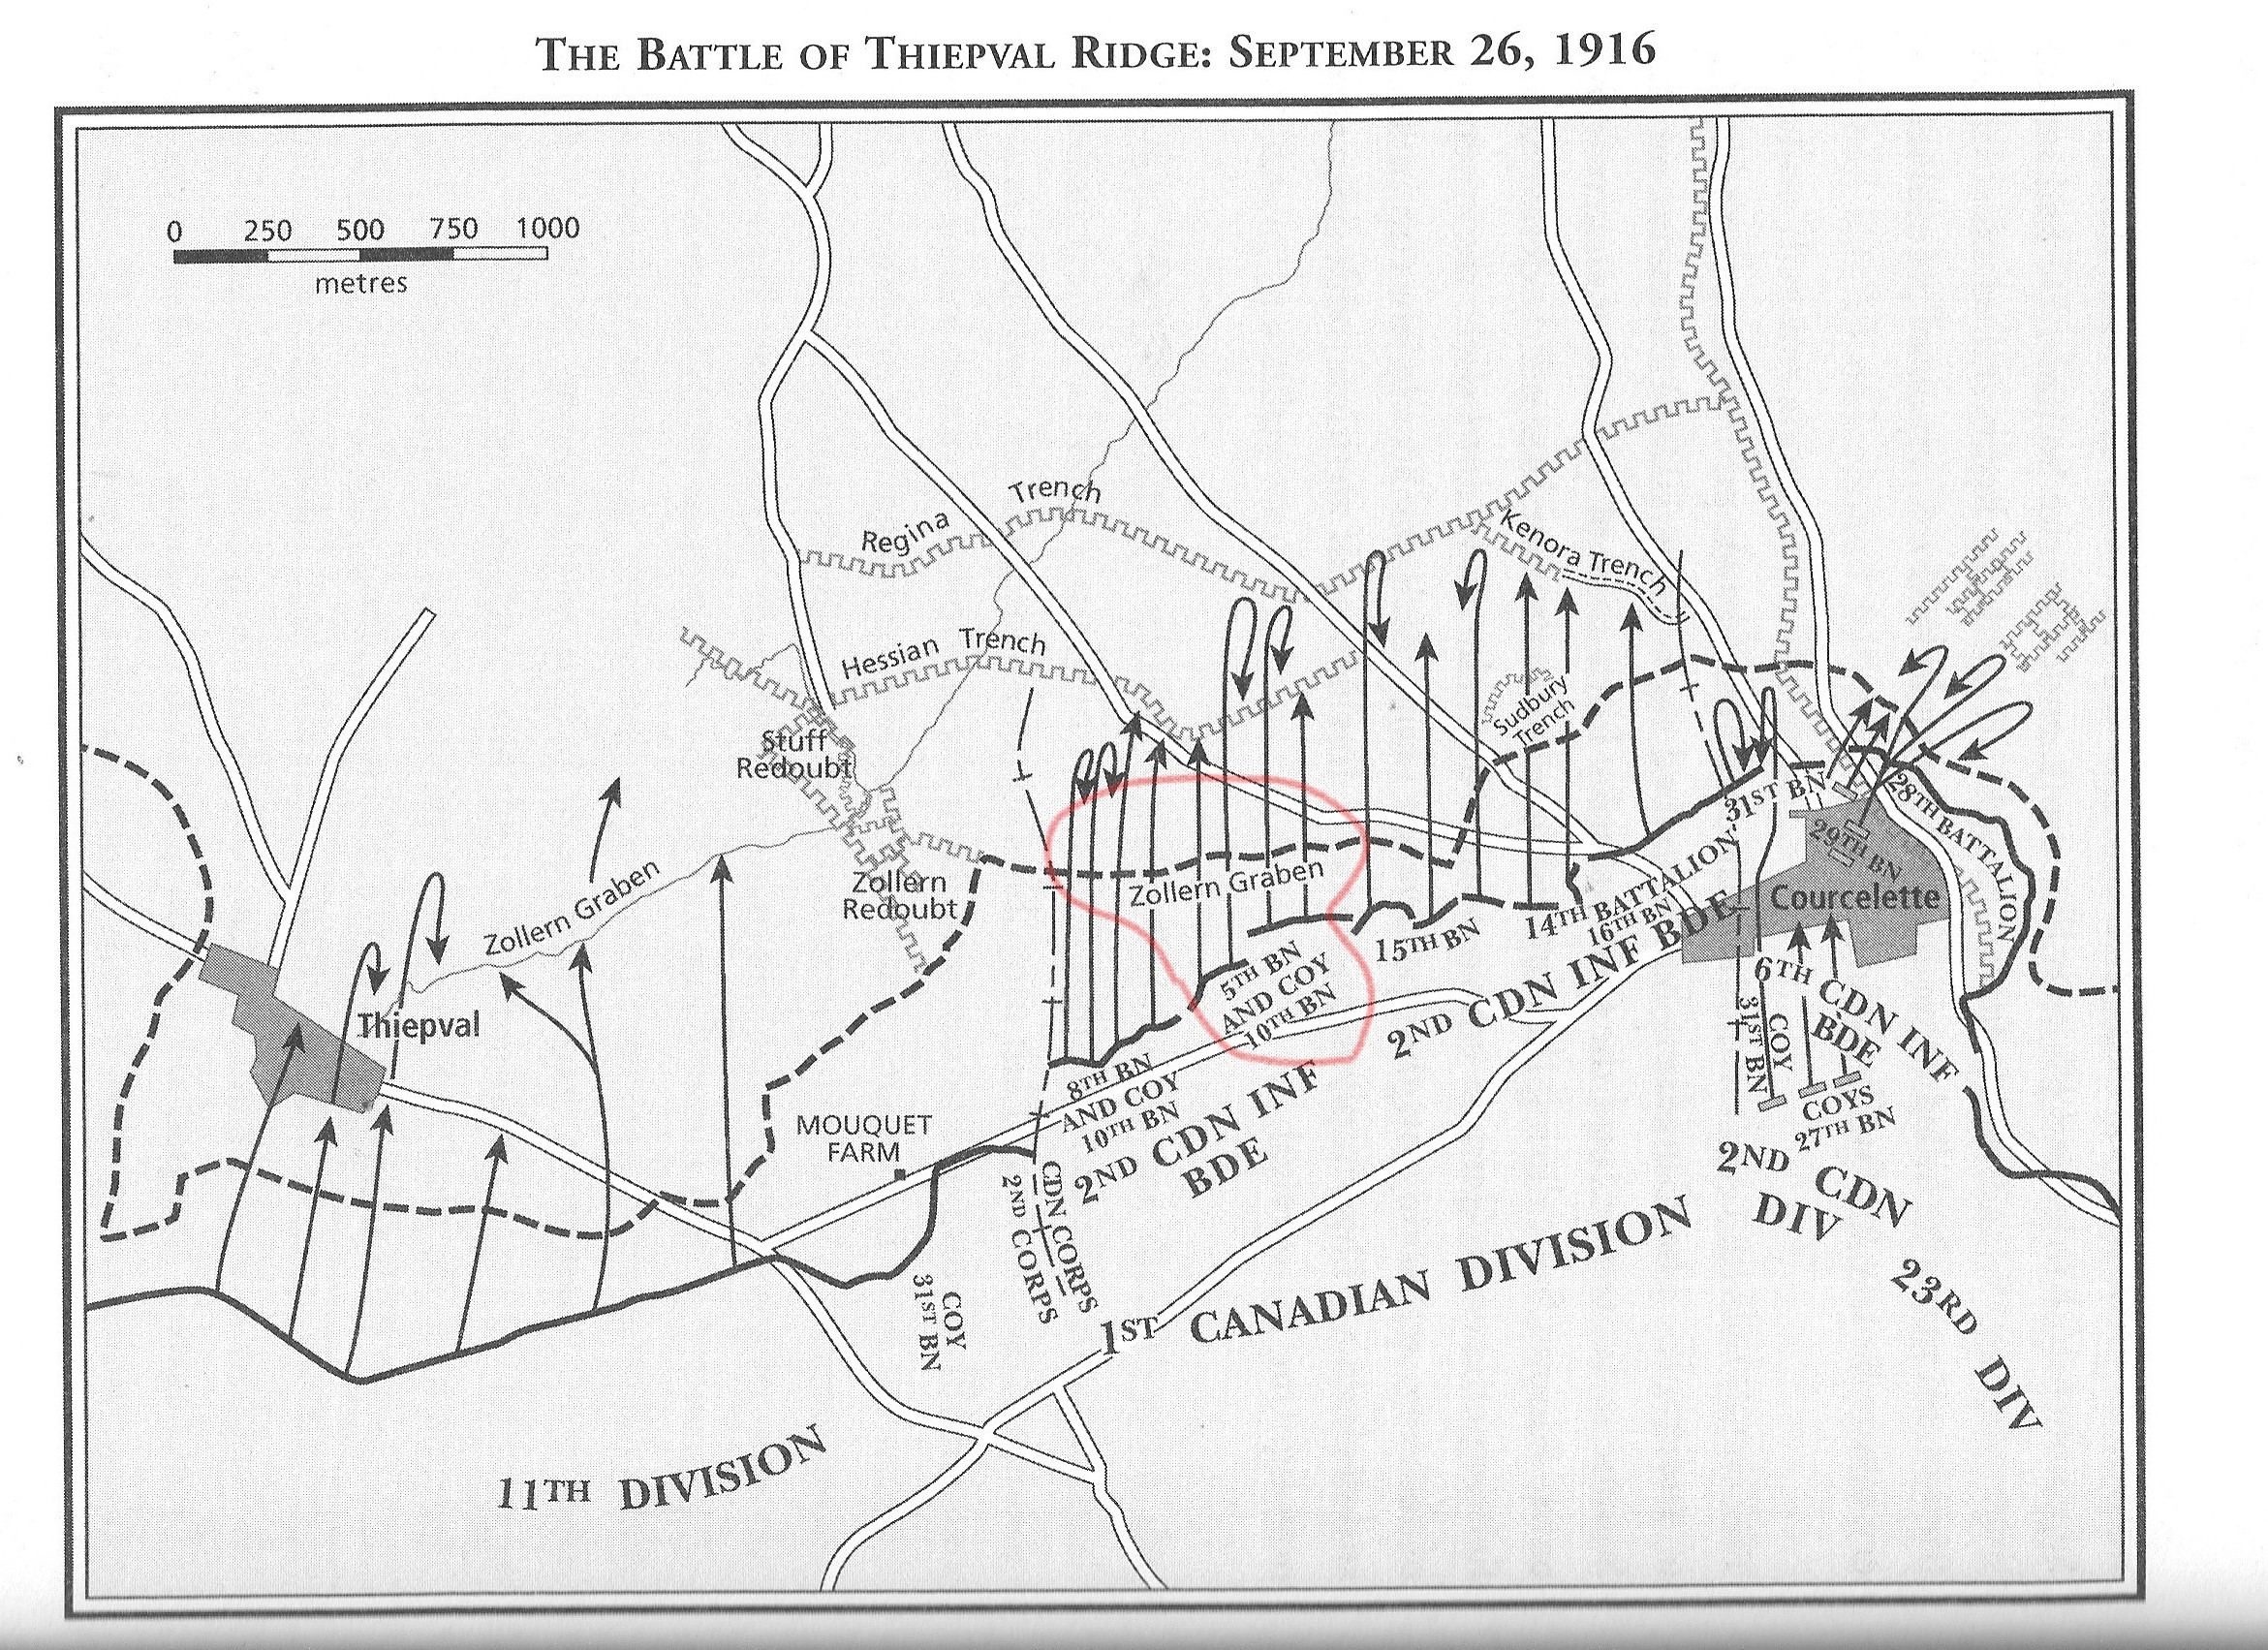 THE BATTLE OF THIEPVAL RIDGE: SEPTEMBER 26, 1916
0 250 500 750 1000
metres
Regina Trench
Kenora Trench
Hessian Trench
Sudbury
Trench
Stuff
Redoubt
Zollern
Redoubt
Zollern Graben
Zollern Graben
Thiepval
MOUQUET
FARM
Courcelette
31ST BN
28TH BATTALION
29TH BN
14TH BATTALION
16TH BN
15TH BN
5TH BN
AND COY
10TH BN
8TH BN
AND COY
10TH BN
2ND CDN INF BDE
2ND CDN INF
BDE
6TH CDN INF
BDE
COY
31ST BN
COYS
27TH BN
2ND CDN
DIV
CDN CORPS
2ND CORPS
COY
31ST BN
1ST CANADIAN DIVISION
23RD DIV
11TH DIVISION